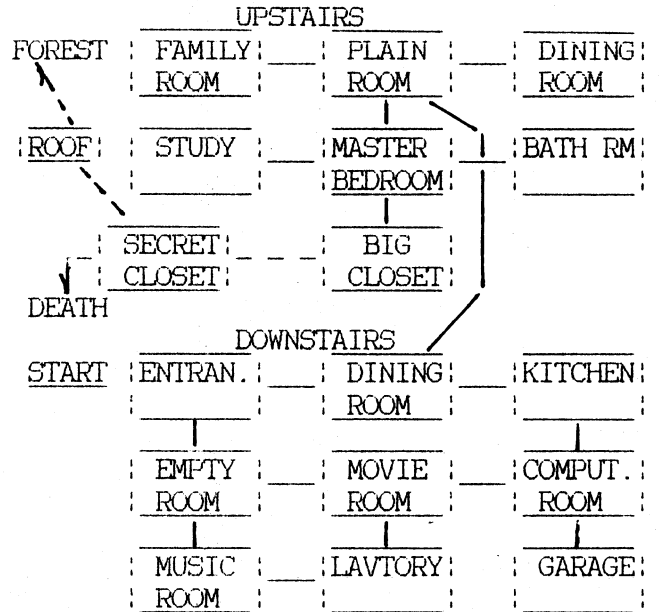 UPSTAIRS
FOREST FAMILY PLAIN DINING
ROOM ROOM ROOM
ROOF STUDY MASTER BATH RM
BEDROOM
SECRET BIG
CLOSET CLOSET
DEATH
DOWNSTAIRS
START ENTRAN. DINING KITCHEN
ROOM
EMPTY MOVIE COMPUT.
ROOM ROOM ROOM
MUSIC LAVTORY GARAGE
ROOM